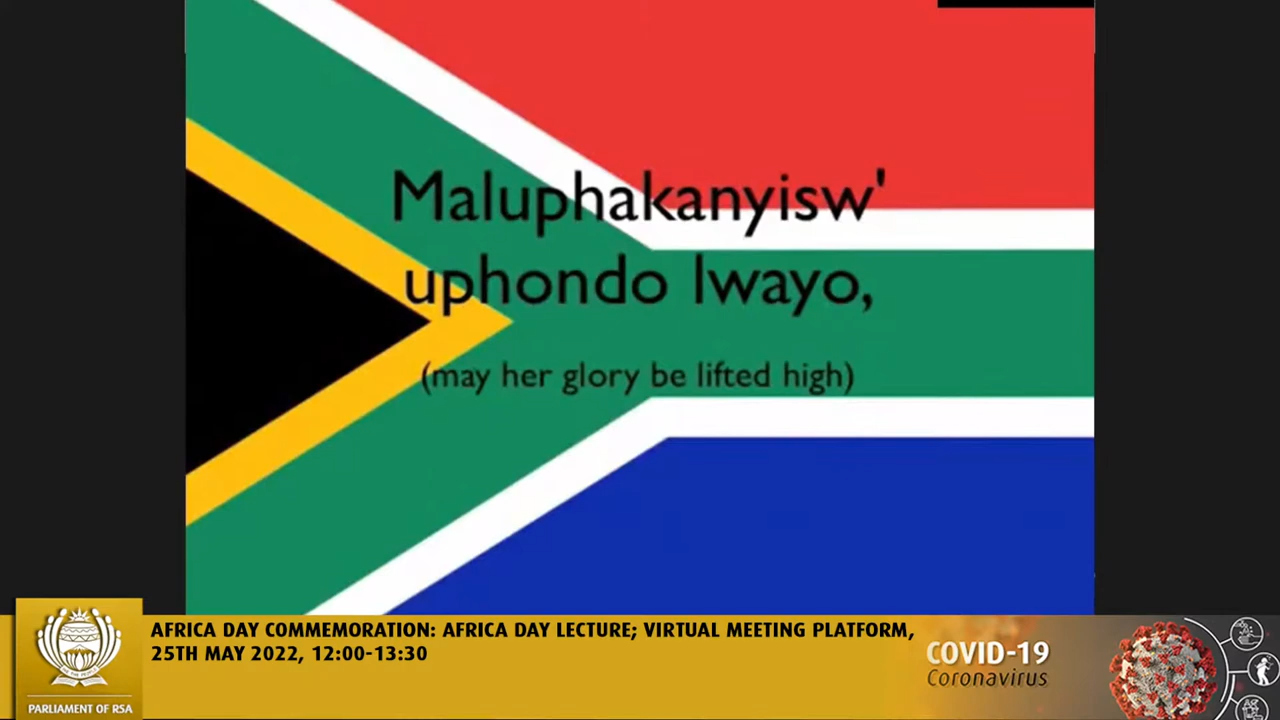 Maluphakanyisw'
uphondo lwayo,
(may her glory be lifted high)
AFRICA DAY COMMEMORATION: AFRICA DAY LECTURE; VIRTUAL MEETING PLATFORM,
25TH MAY 2022, 12:00-13:30
COVID-19
Coronavirus
PARLIAMENT OF RSA